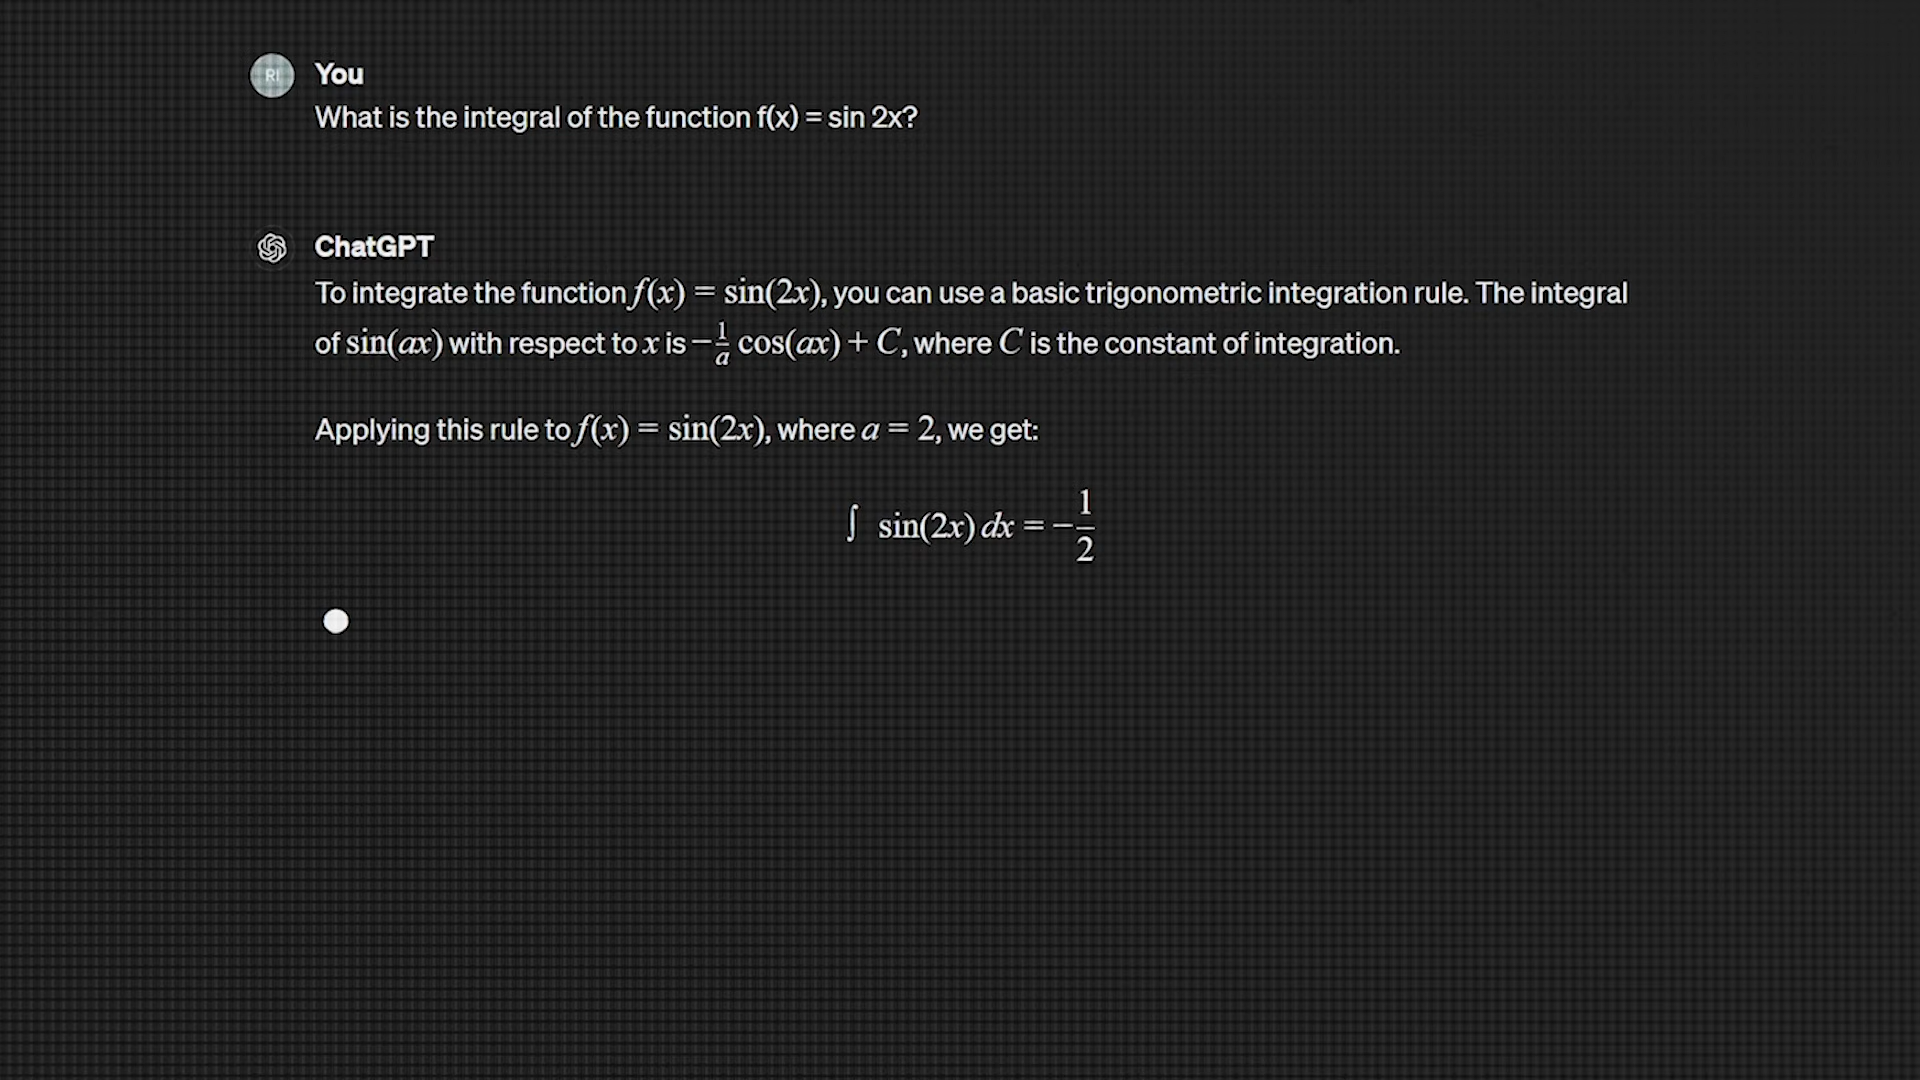 RI
You
What is the integral of the function f(x) = sin 2x?
ChatGPT
To integrate the function f(x) = sin(2x), you can use a basic trigonometric integration rule. The integral
of sin(ax) with respect to x is −1/a cos(ax) + C, where C is the constant of integration.
Applying this rule to f(x) = sin(2x), where a = 2, we get:
∫ sin(2x) dx = −1/2